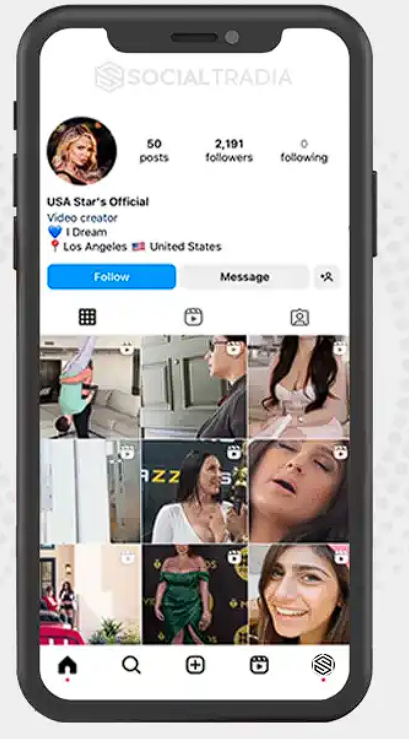 SOCIALTRADIA
50 2,191 0
posts followers following
USA Star's Official
Video creator
💙 I Dream
📍Los Angeles 🇺🇸 United States
Follow Message